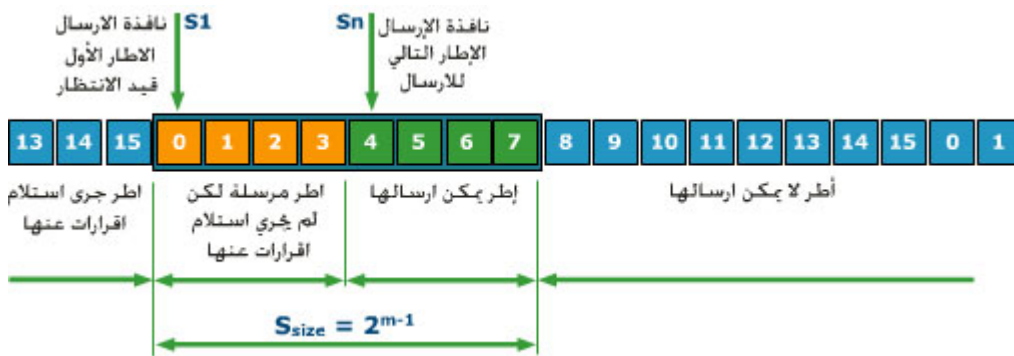 نافذة الارسال
الاطار الأول
قيد الانتظار
S1
Sn
نافذة الإرسال
الإطار التالي
للارسال
13 14 15 0 1 2 3 4 5 6 7 8 9 10 11 12 13 14 15 0 1
اطر جرى استلام
اقرارات عنها
اطر مرسلة لكن
لم يجري استلام
اقرارات عنها
إطر يمكن ارسالها
أطر لا يمكن ارسالها
Ssize = 2m-1